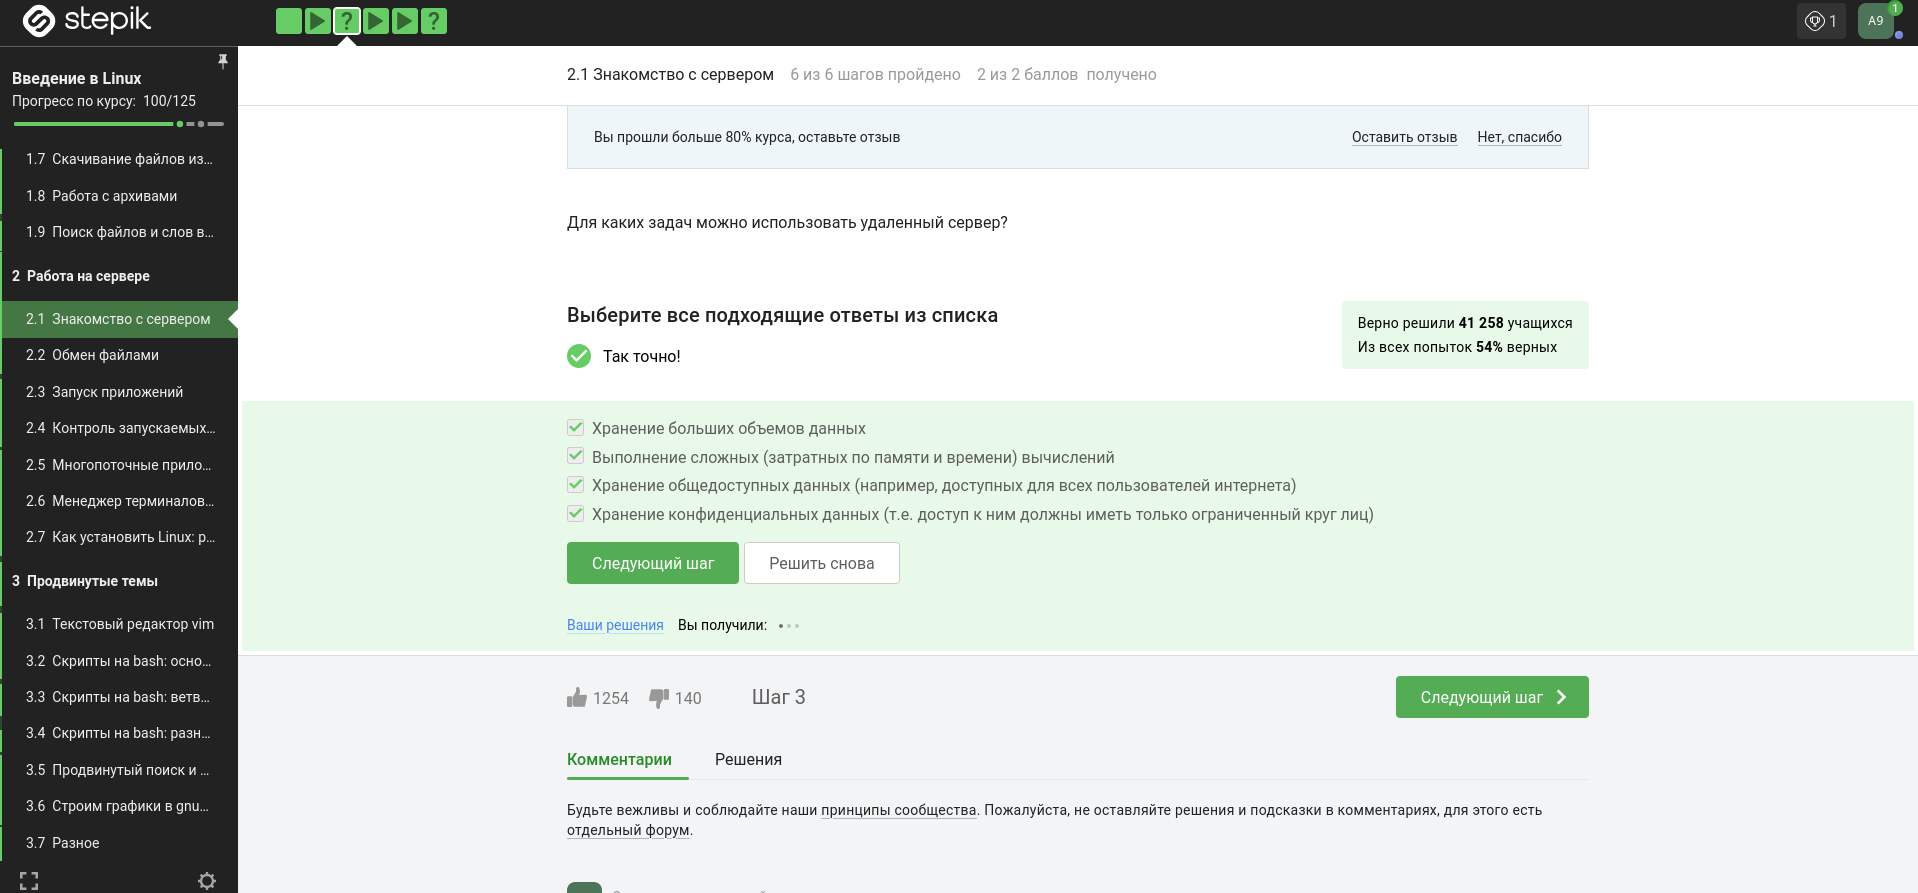 stepik
?
?
1
A9
1
Введение в Linux
Прогресс по курсу: 100/125
1.7 Скачивание файлов из...
1.8 Работа с архивами
1.9 Поиск файлов и слов в...
2 Работа на сервере
2.1 Знакомство с сервером
2.2 Обмен файлами
2.3 Запуск приложений
2.4 Контроль запускаемых...
2.5 Многопоточные прило...
2.6 Менеджер терминалов...
2.7 Как установить Linux: р...
3 Продвинутые темы
3.1 Текстовый редактор vim
3.2 Скрипты на bash: осно...
3.3 Скрипты на bash: ветв...
3.4 Скрипты на bash: разн...
3.5 Продвинутый поиск и ...
3.6 Строим графики в gnu...
3.7 Разное
2.1 Знакомство с сервером 6 из 6 шагов пройдено 2 из 2 баллов получено
Вы прошли больше 80% курса, оставьте отзыв Оставить отзыв Нет, спасибо
Для каких задач можно использовать удаленный сервер?
Выберите все подходящие ответы из списка
Так точно!
Верно решили 41 258 учащихся
Из всех попыток 54% верных
Хранение больших объемов данных
Выполнение сложных (затратных по памяти и времени) вычислений
Хранение общедоступных данных (например, доступных для всех пользователей интернета)
Хранение конфиденциальных данных (т.е. доступ к ним должны иметь только ограниченный круг лиц)
Следующий шаг Решить снова
Ваши решения Вы получили:
1254 140 Шаг 3 Следующий шаг
Комментарии Решения
Будьте вежливы и соблюдайте наши принципы сообщества. Пожалуйста, не оставляйте решения и подсказки в комментариях, для этого есть
отдельный форум.